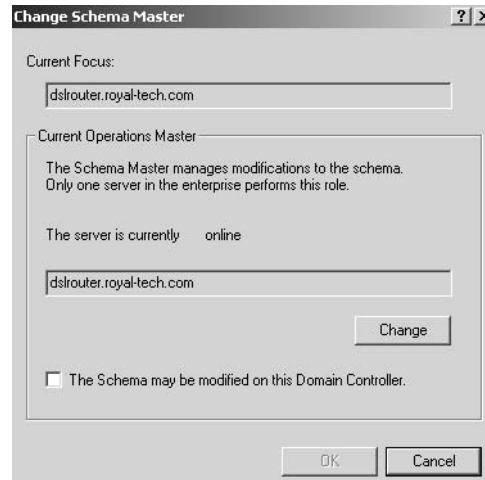 Change Schema Master
Current Focus:
dslrouter.royal-tech.com
Current Operations Master
The Schema Master manages modifications to the schema.
Only one server in the enterprise performs this role.
The server is currently online
dslrouter.royal-tech.com
Change
The Schema may be modified on this Domain Controller.
OK Cancel